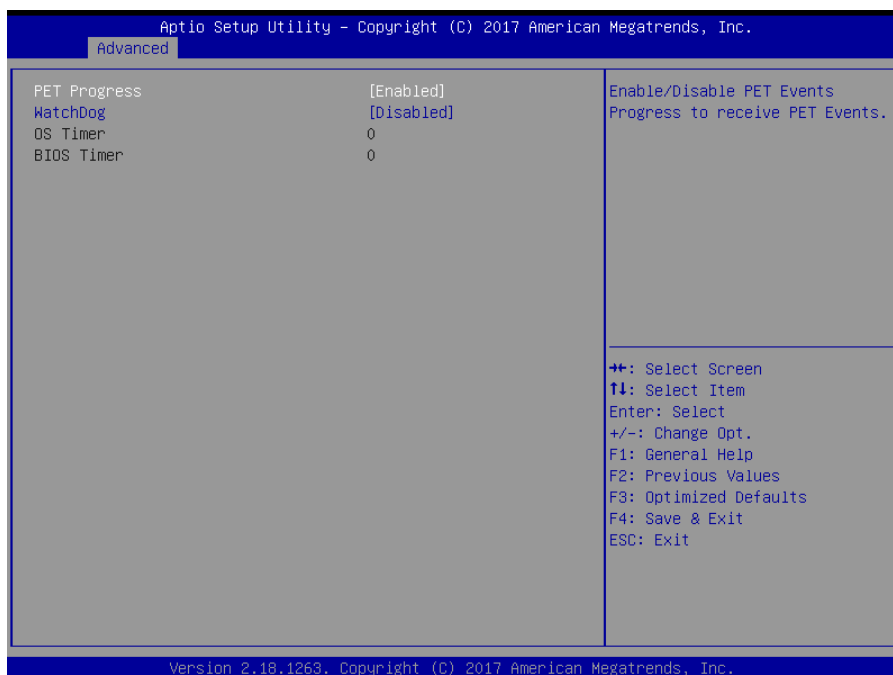 Aptio Setup Utility – Copyright (C) 2017 American Megatrends, Inc.
Advanced
PET Progress [Enabled]
WatchDog [Disabled]
OS Timer 0
BIOS Timer 0
Enable/Disable PET Events
Progress to receive PET Events.
→←: Select Screen
↑↓: Select Item
Enter: Select
+/-: Change Opt.
F1: General Help
F2: Previous Values
F3: Optimized Defaults
F4: Save & Exit
ESC: Exit
Version 2.18.1263. Copyright (C) 2017 American Megatrends, Inc.